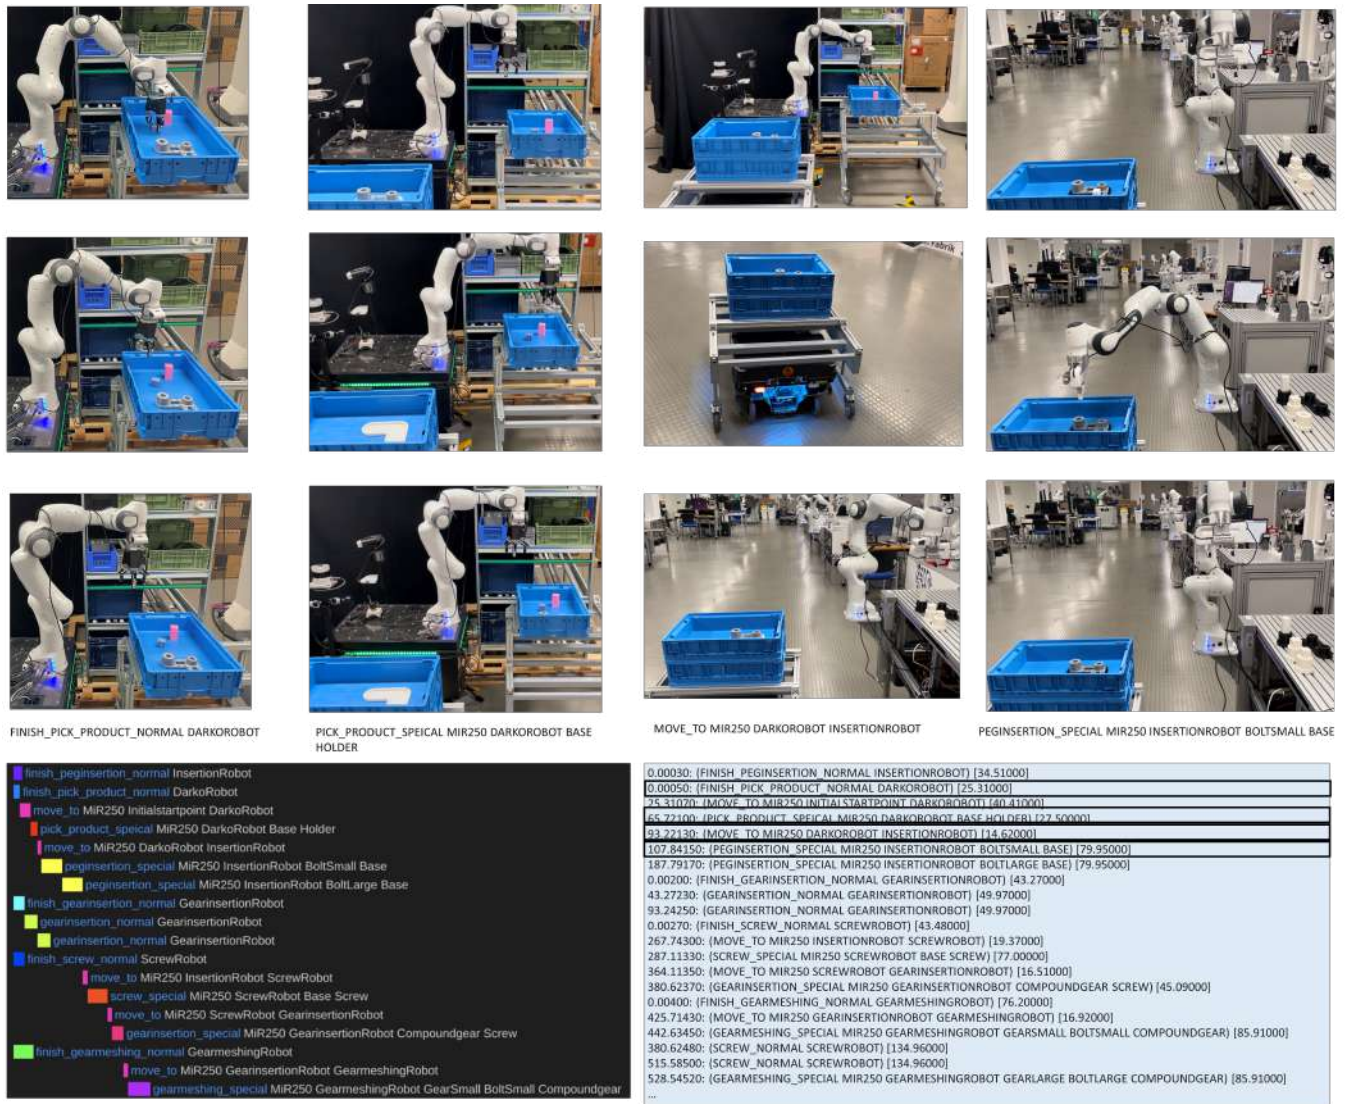 Fabrik
FINISH_PICK_PRODUCT_NORMAL DARKOROBOT
PICK_PRODUCT_SPEICAL MIR250 DARKOROBOT BASE
HOLDER
MOVE_TO MIR250 DARKOROBOT INSERTIONROBOT
PEGINSERTION_SPECIAL MIR250 INSERTIONROBOT BOLTSMALL BASE
finish_peginsertion_normal InsertionRobot
finish_pick_product_normal DarkoRobot
move_to MiR250 Initialstartpoint DarkoRobot
pick_product_speical MiR250 DarkoRobot Base Holder
move_to MiR250 DarkoRobot InsertionRobot
peginsertion_special MiR250 InsertionRobot BoltSmall Base
peginsertion_special MiR250 InsertionRobot BoltLarge Base
finish_gearinsertion_normal GearinsertionRobot
gearinsertion_normal GearinsertionRobot
gearinsertion_normal GearinsertionRobot
finish_screw_normal ScrewRobot
move_to MiR250 InsertionRobot ScrewRobot
screw_special MiR250 ScrewRobot Base Screw
move_to MiR250 ScrewRobot GearinsertionRobot
gearinsertion_special MiR250 GearinsertionRobot Compoundgear Screw
finish_gearmeshing_normal GearmeshingRobot
move_to MiR250 GearinsertionRobot GearmeshingRobot
gearmeshing_special MiR250 GearmeshingRobot GearSmall BoltSmall Compoundgear
0.00030: (FINISH_PEGINSERTION_NORMAL INSERTIONROBOT) [34.51000]
0.00050: (FINISH_PICK_PRODUCT_NORMAL DARKOROBOT) [25.31000]
25.31070: (MOVE_TO MIR250 INITIALSTARTPOINT DARKOROBOT) [40.41000]
65.72100: (PICK_PRODUCT_SPEICAL MIR250 DARKOROBOT BASE HOLDER) [27.50000]
93.22130: (MOVE_TO MIR250 DARKOROBOT INSERTIONROBOT) [14.62000]
107.84150: (PEGINSERTION_SPECIAL MIR250 INSERTIONROBOT BOLTSMALL BASE) [79.95000]
187.79170: (PEGINSERTION_SPECIAL MIR250 INSERTIONROBOT BOLTLARGE BASE) [79.95000]
0.00200: (FINISH_GEARINSERTION_NORMAL GEARINSERTIONROBOT) [43.27000]
43.27230: (GEARINSERTION_NORMAL GEARINSERTIONROBOT) [49.97000]
93.24250: (GEARINSERTION_NORMAL GEARINSERTIONROBOT) [49.97000]
0.00270: (FINISH_SCREW_NORMAL SCREWROBOT) [43.48000]
267.74300: (MOVE_TO MIR250 INSERTIONROBOT SCREWROBOT) [19.37000]
287.11330: (SCREW_SPECIAL MIR250 SCREWROBOT BASE SCREW) [77.00000]
364.11350: (MOVE_TO MIR250 SCREWROBOT GEARINSERTIONROBOT) [16.51000]
380.62370: (GEARINSERTION_SPECIAL MIR250 GEARINSERTIONROBOT COMPOUNDGEAR SCREW) [45.09000]
0.00400: (FINISH_GEARMESHING_NORMAL GEARMESHINGROBOT) [76.20000]
425.71430: (MOVE_TO MIR250 GEARINSERTIONROBOT GEARMESHINGROBOT) [16.92000]
442.63450: (GEARMESHING_SPECIAL MIR250 GEARMESHINGROBOT GEARSMALL BOLTSMALL COMPOUNDGEAR) [85.91000]
380.62480: (SCREW_NORMAL SCREWROBOT) [134.96000]
515.58500: (SCREW_NORMAL SCREWROBOT) [134.96000]
528.54520: (GEARMESHING_SPECIAL MIR250 GEARMESHINGROBOT GEARLARGE BOLTLARGE COMPOUNDGEAR) [85.91000]
...